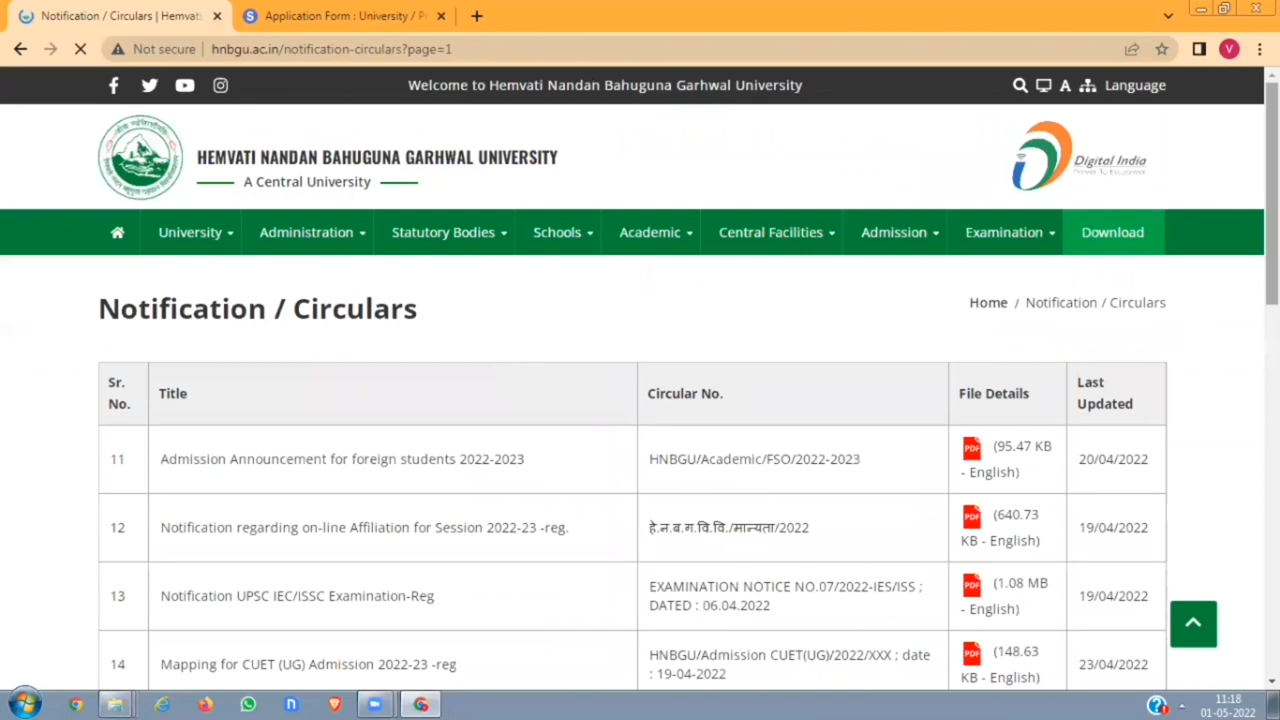 Notification / Circulars | Hemvati
Application Form : University / Pr
Not secure
hnbgu.ac.in/notification-circulars?page=1
V
Welcome to Hemvati Nandan Bahuguna Garhwal University
A
Language
HEMVATI NANDAN BAHUGUNA GARHWAL UNIVERSITY
A Central University
Digital India
Power To Empower
University
Administration
Statutory Bodies
Schools
Academic
Central Facilities
Admission
Examination
Download
Notification / Circulars
Home / Notification / Circulars
Sr. No.
Title
Circular No.
File Details
Last Updated
11
Admission Announcement for foreign students 2022-2023
HNBGU/Academic/FSO/2022-2023
PDF (95.47 KB
- English)
20/04/2022
12
Notification regarding on-line Affiliation for Session 2022-23 -reg.
हे.न.ब.ग.वि.वि./मान्यता/2022
PDF (640.73
KB - English)
19/04/2022
13
Notification UPSC IEC/ISSC Examination-Reg
EXAMINATION NOTICE NO.07/2022-IES/ISS ;
DATED : 06.04.2022
PDF (1.08 MB
- English)
19/04/2022
14
Mapping for CUET (UG) Admission 2022-23 -reg
HNBGU/Admission CUET(UG)/2022/XXX ; date
: 19-04-2022
PDF (148.63
KB - English)
23/04/2022
11:18
01-05-2022